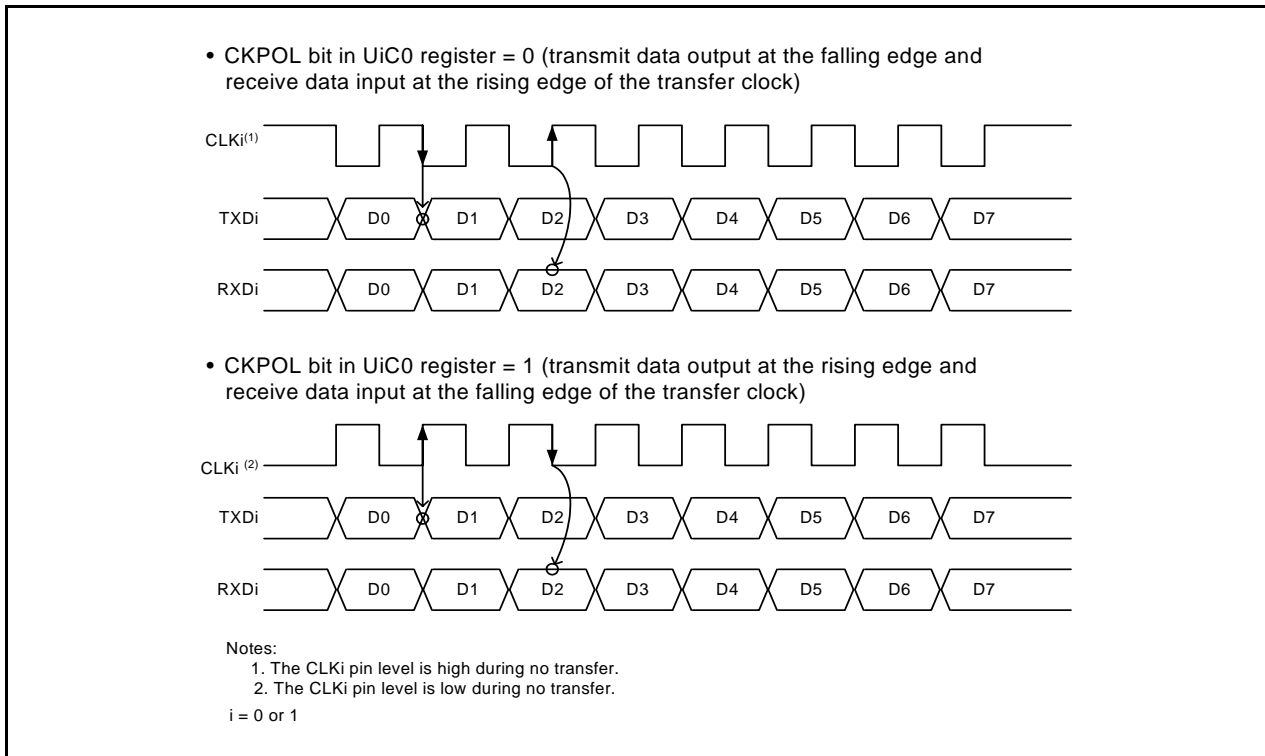 • CKPOL bit in UiC0 register = 0 (transmit data output at the falling edge and
receive data input at the rising edge of the transfer clock)
CLKi(1)
TXDi D0 D1 D2 D3 D4 D5 D6 D7
RXDi D0 D1 D2 D3 D4 D5 D6 D7
• CKPOL bit in UiC0 register = 1 (transmit data output at the rising edge and
receive data input at the falling edge of the transfer clock)
CLKi (2)
TXDi D0 D1 D2 D3 D4 D5 D6 D7
RXDi D0 D1 D2 D3 D4 D5 D6 D7
Notes:
1. The CLKi pin level is high during no transfer.
2. The CLKi pin level is low during no transfer.
i = 0 or 1